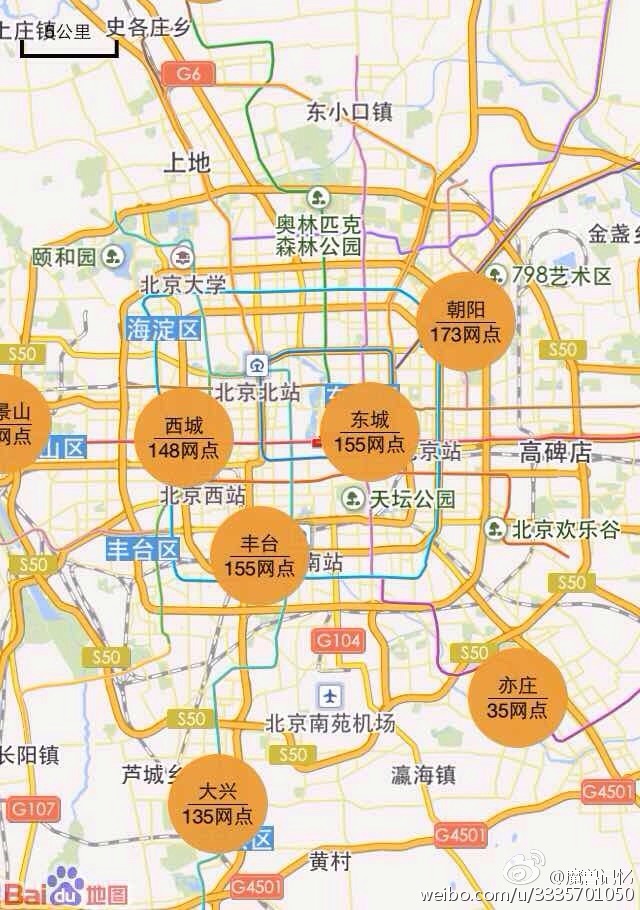 上庄镇
5公里
史各庄乡
G6
东小口镇
上地
奥林匹克
森林公园
金盏乡
颐和园
北京大学
798艺术区
朝阳
173网点
海淀区
S50
S50
北京北站
景山
网点
西城
148网点
东城
155网点
山区
北京站
高碑店
北京西站
天坛公园
北京欢乐谷
丰台区
丰台
155网点
南站
S50
S50
G104
S50
S50
亦庄
35网点
S50
北京南苑机场
S50
长阳镇
芦城乡
大兴
135网点
瀛海镇
G4501
G107
区
G4501
黄村
G4501
Bai du 地图
weibo.com/u/3335701050